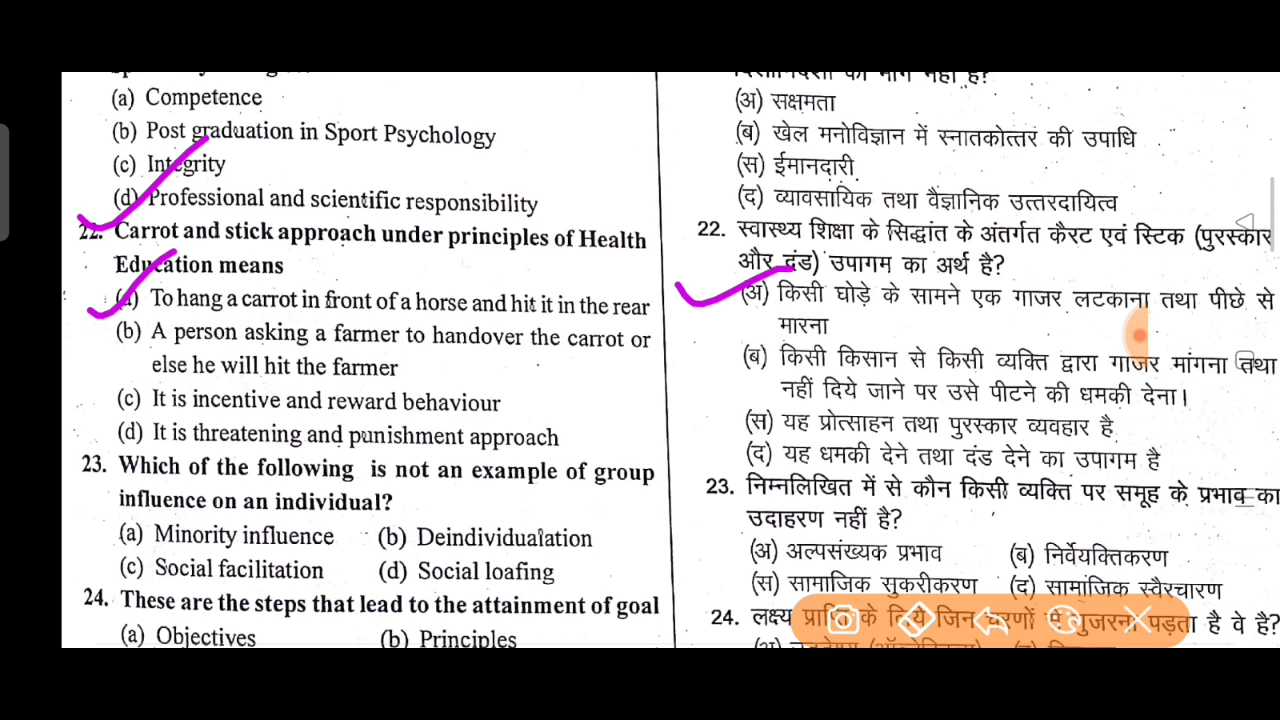 (a) Competence
(b) Post graduation in Sport Psychology
(c) Integrity
(d) Professional and scientific responsibility
22. Carrot and stick approach under principles of Health
Education means
(a) To hang a carrot in front of a horse and hit it in the rear
(b) A person asking a farmer to handover the carrot or
else he will hit the farmer
(c) It is incentive and reward behaviour
(d) It is threatening and punishment approach
23. Which of the following is not an example of group
influence on an individual?
(a) Minority influence (b) Deindividualation
(c) Social facilitation (d) Social loafing
24. These are the steps that lead to the attainment of goal
(a) Objectives (b) Principles
(अ) सक्षमता
(ब) खेल मनोविज्ञान में स्नातकोत्तर की उपाधि
(स) ईमानदारी
(द) व्यावसायिक तथा वैज्ञानिक उत्तरदायित्व
22. स्वास्थ्य शिक्षा के सिद्धांत के अंतर्गत कैरट एवं स्टिक (पुरस्कार
और दंड) उपागम का अर्थ है?
(अ) किसी घोड़े के सामने एक गाजर लटकाना तथा पीछे से
मारना
(ब) किसी किसान से किसी व्यक्ति द्वारा गाजर मांगना तथा
नहीं दिये जाने पर उसे पीटने की धमकी देना।
(स) यह प्रोत्साहन तथा पुरस्कार व्यवहार है
(द) यह धमकी देने तथा दंड देने का उपागम है
23. निम्नलिखित में से कौन किसी व्यक्ति पर समूह के प्रभाव का
उदाहरण नहीं है?
(अ) अल्पसंख्यक प्रभाव (ब) निर्वेयक्तिकरण
(स) सामाजिक सुकरीकरण (द) सामाजिक स्वैरचारण
24. लक्ष्य प्राप्ति के लिये जिन चरणों से गुजरना पड़ता है वे है?